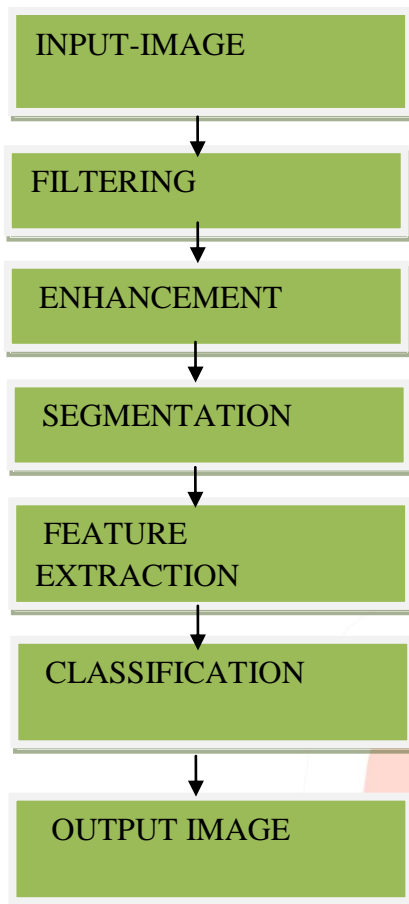 INPUT-IMAGE
FILTERING
ENHANCEMENT
SEGMENTATION
FEATURE
EXTRACTION
CLASSIFICATION
OUTPUT IMAGE